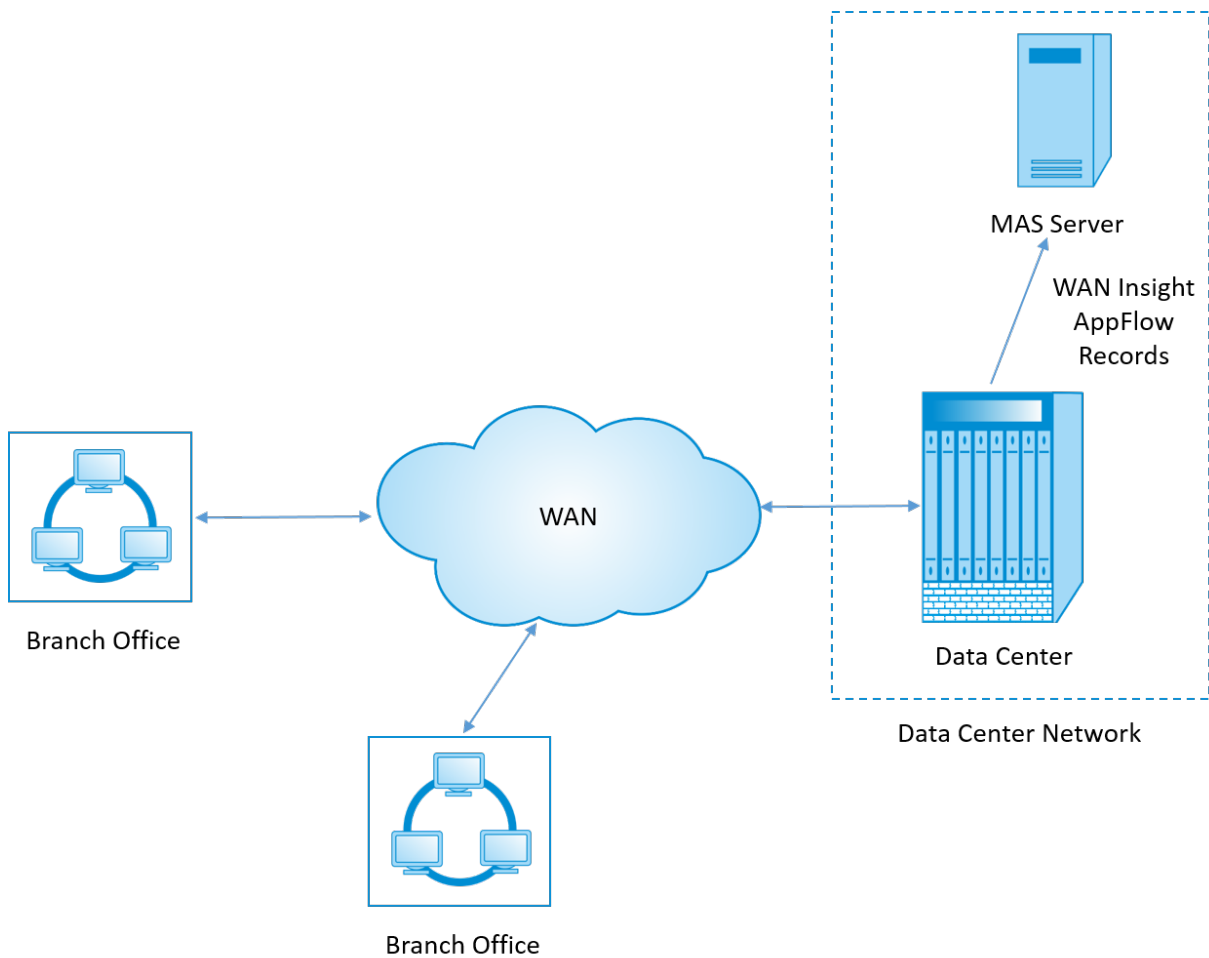 MAS Server
WAN Insight
AppFlow
Records
WAN
Branch Office
Data Center
Data Center Network
Branch Office